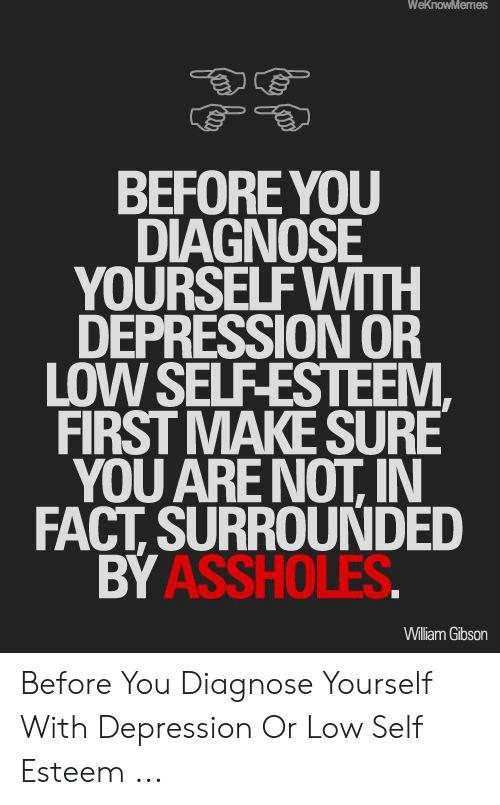 WeKnowMemes
BEFORE YOU
DIAGNOSE
YOURSELF WITH
DEPRESSION OR
LOW SELF-ESTEEM,
FIRST MAKE SURE
YOU ARE NOT, IN
FACT, SURROUNDED
BY ASSHOLES.
William Gibson
Before You Diagnose Yourself
With Depression Or Low Self
Esteem ...